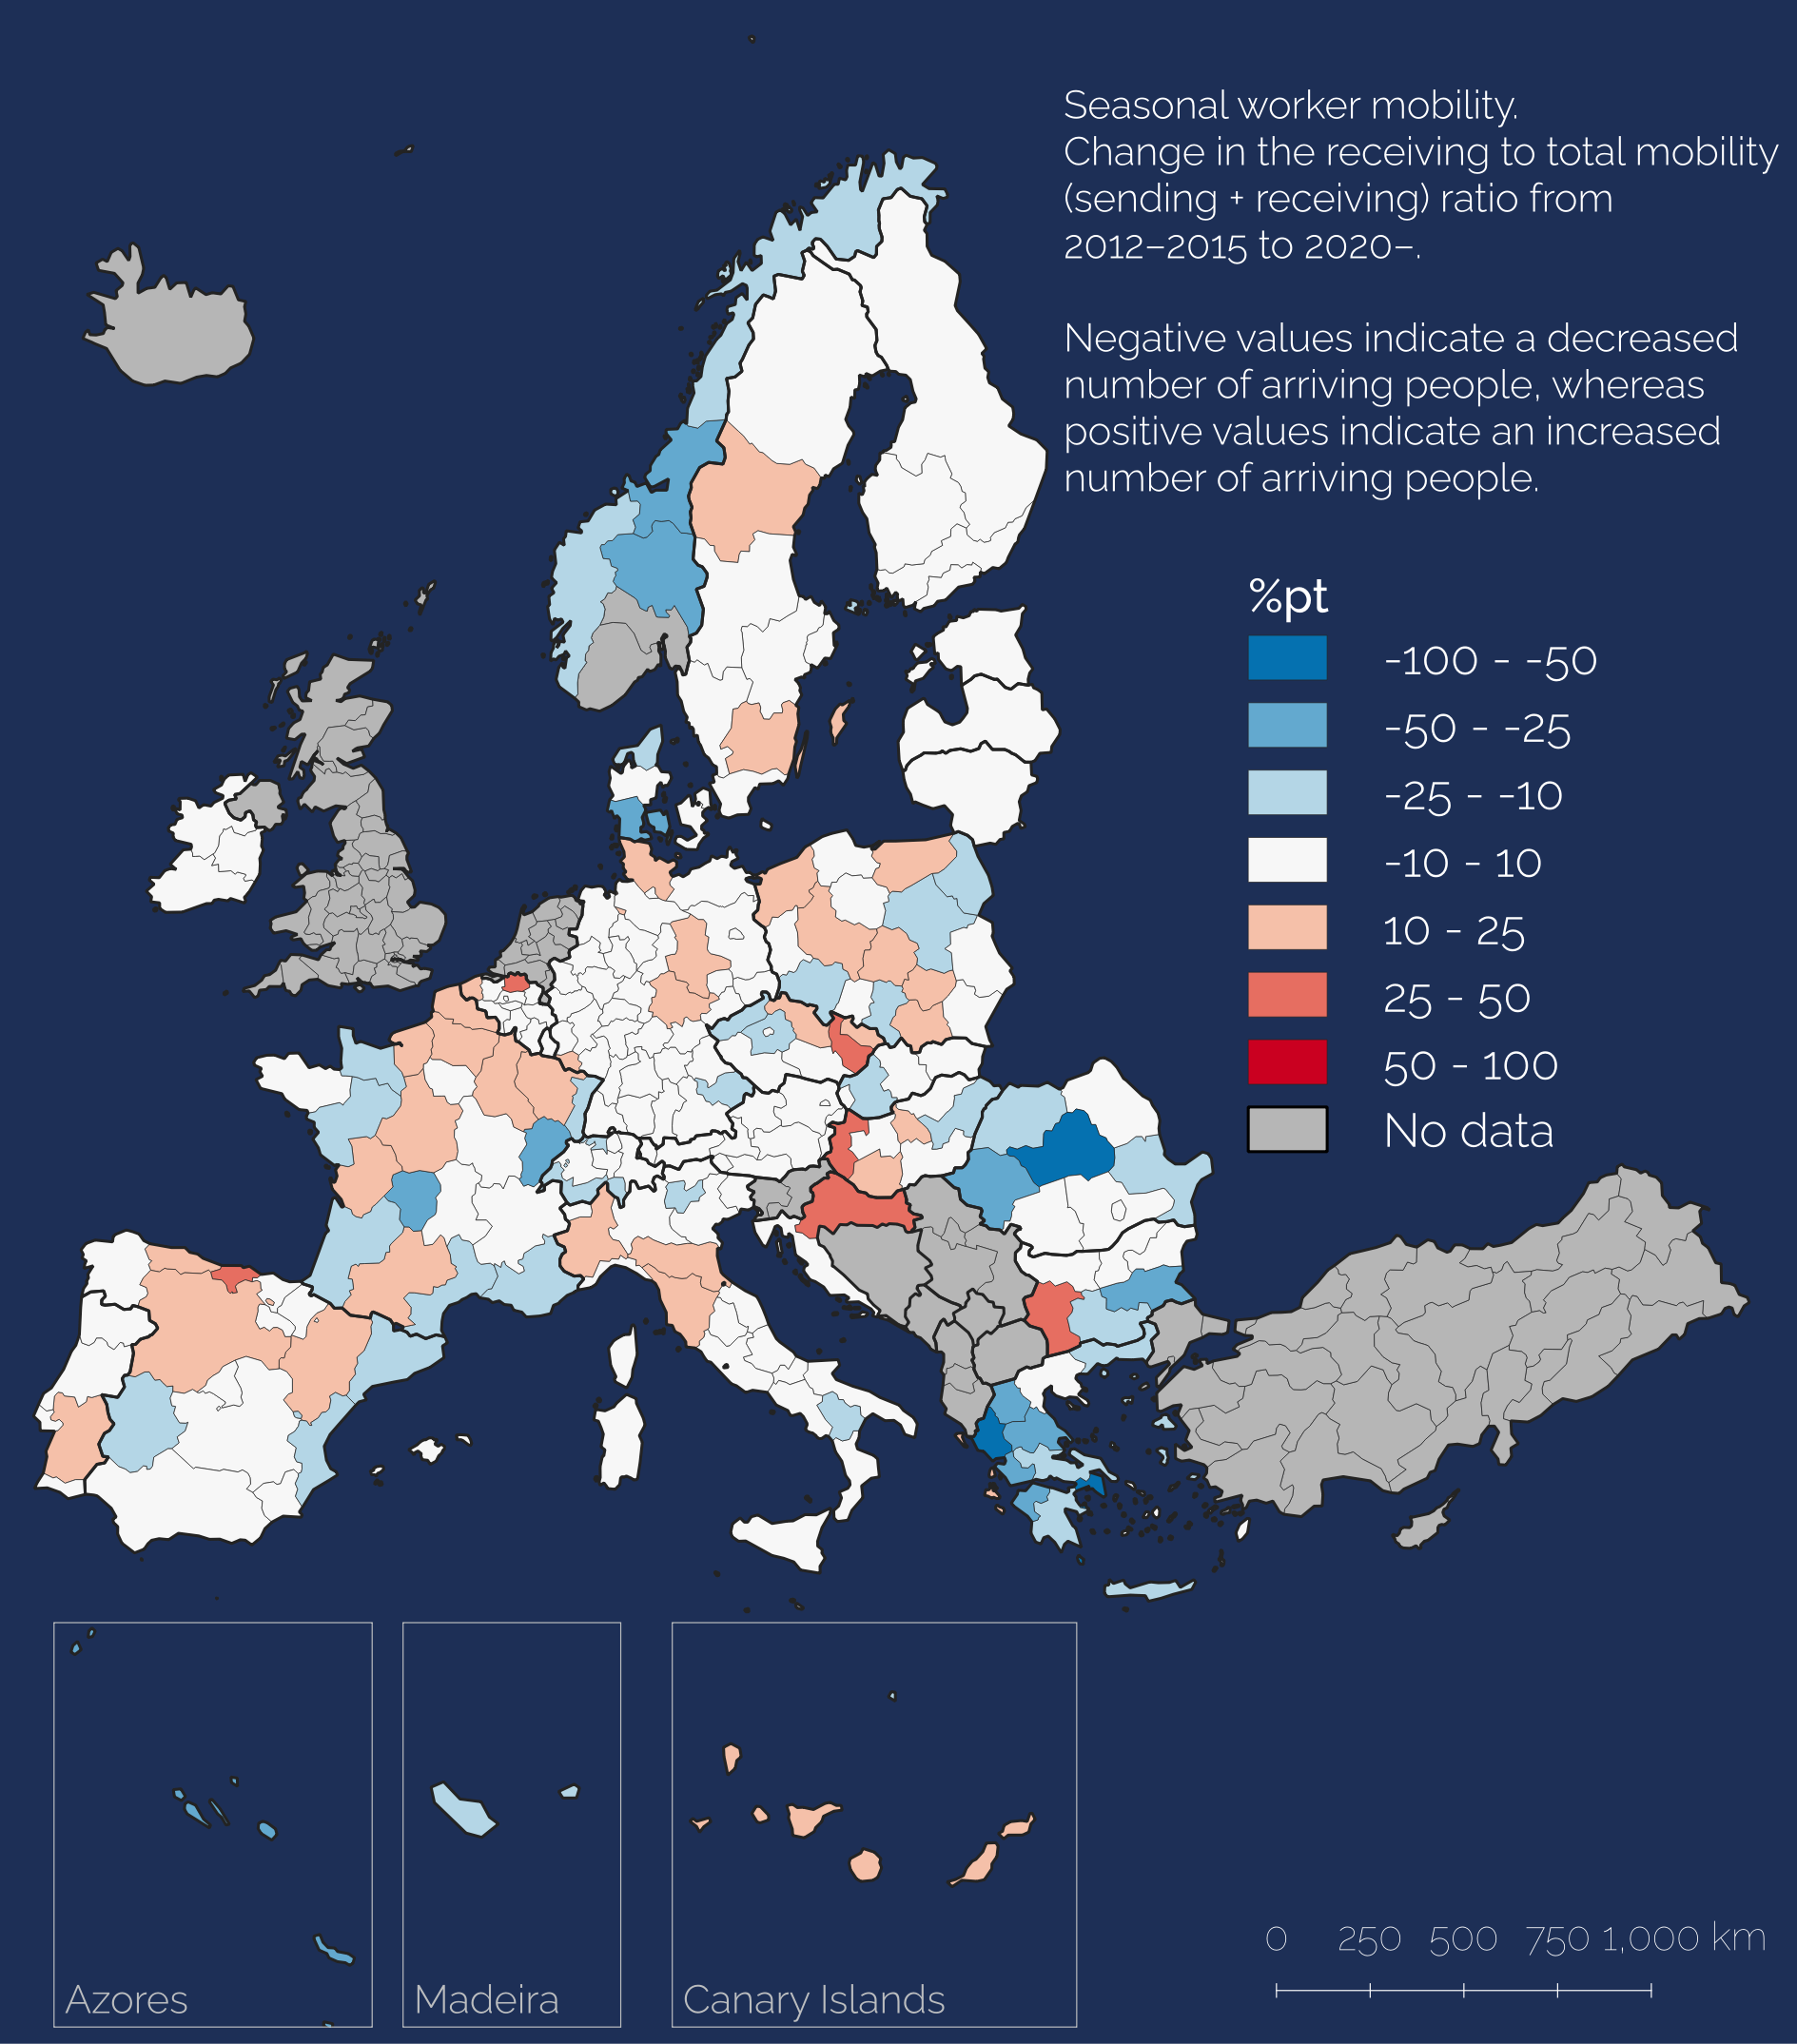 Seasonal worker mobility.
Change in the receiving to total mobility
(sending + receiving) ratio from
2012–2015 to 2020–.
Negative values indicate a decreased
number of arriving people, whereas
positive values indicate an increased
number of arriving people.
%pt
-100 - -50
-50 - -25
-25 - -10
-10 - 10
10 - 25
25 - 50
50 - 100
No data
Azores
Madeira
Canary Islands
0 250 500 750 1,000 km